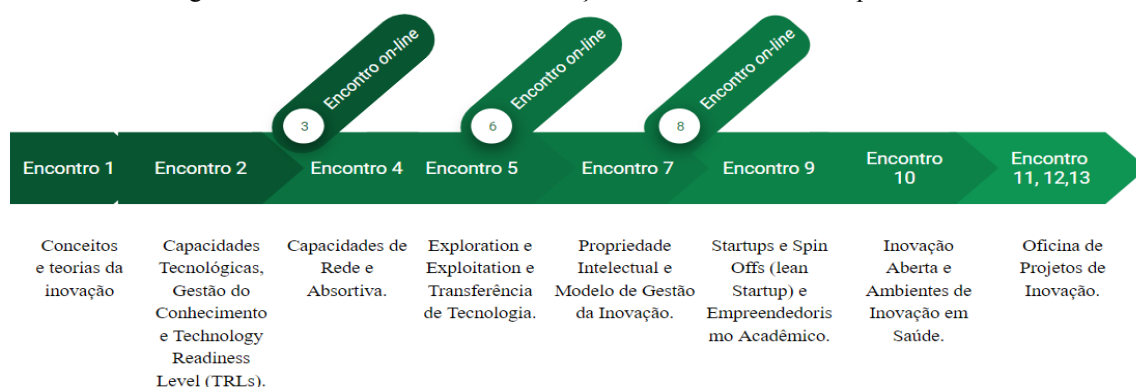 Encontro on-line
3
Encontro on-line
6
Encontro on-line
8
Encontro 1
Encontro 2
Encontro 4
Encontro 5
Encontro 7
Encontro 9
Encontro
10
Encontro
11, 12,13
Conceitos
e teorias da
inovação
Capacidades
Tecnológicas,
Gestão do
Conhecimento
e Technology
Readiness
Level (TRLs).
Capacidades de
Rede e
Absortiva.
Exploration e
Exploitation e
Transferência
de Tecnologia.
Propriedade
Intelectual e
Modelo de Gestão
da Inovação.
Startups e Spin
Offs (lean
Startup) e
Empreendedoris
mo Acadêmico.
Inovação
Aberta e
Ambientes de
Inovação em
Saúde.
Oficina de
Projetos de
Inovação.